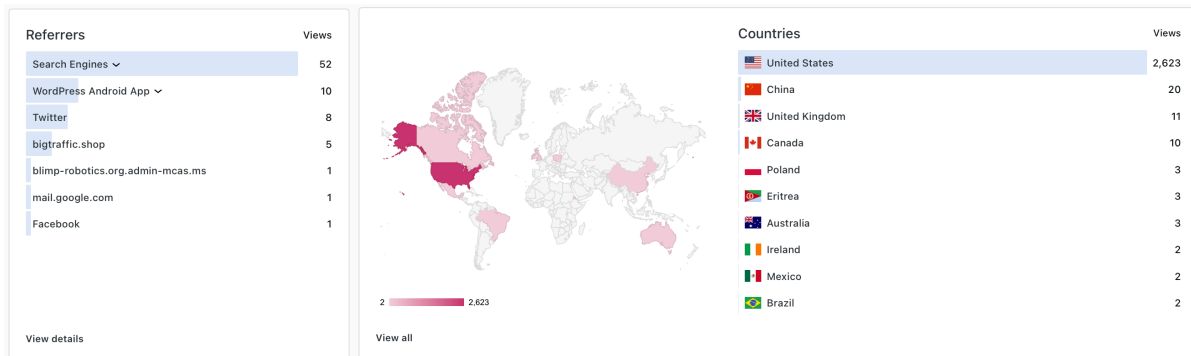 Referrers Views
Search Engines 52
WordPress Android App 10
Twitter 8
bigtraffic.shop 5
blimp-robotics.org.admin-mcas.ms 1
mail.google.com 1
Facebook 1
View details
2 2,623
View all
Countries Views
United States 2,623
China 20
United Kingdom 11
Canada 10
Poland 3
Eritrea 3
Australia 3
Ireland 2
Mexico 2
Brazil 2